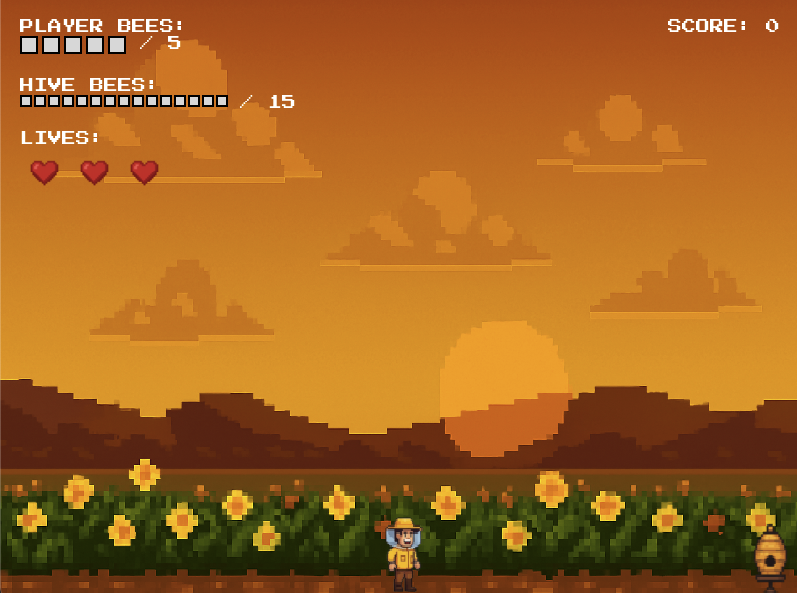 PLAYER BEES:
/ 5
SCORE: 0
HIVE BEES:
/ 15
LIVES: